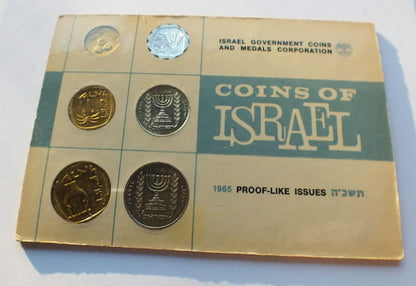 ISRAEL GOVERNMENT COINS
AND MEDALS CORPORATION
COINS OF
ISRAEL
1965 PROOF-LIKE ISSUES תשכ"ה